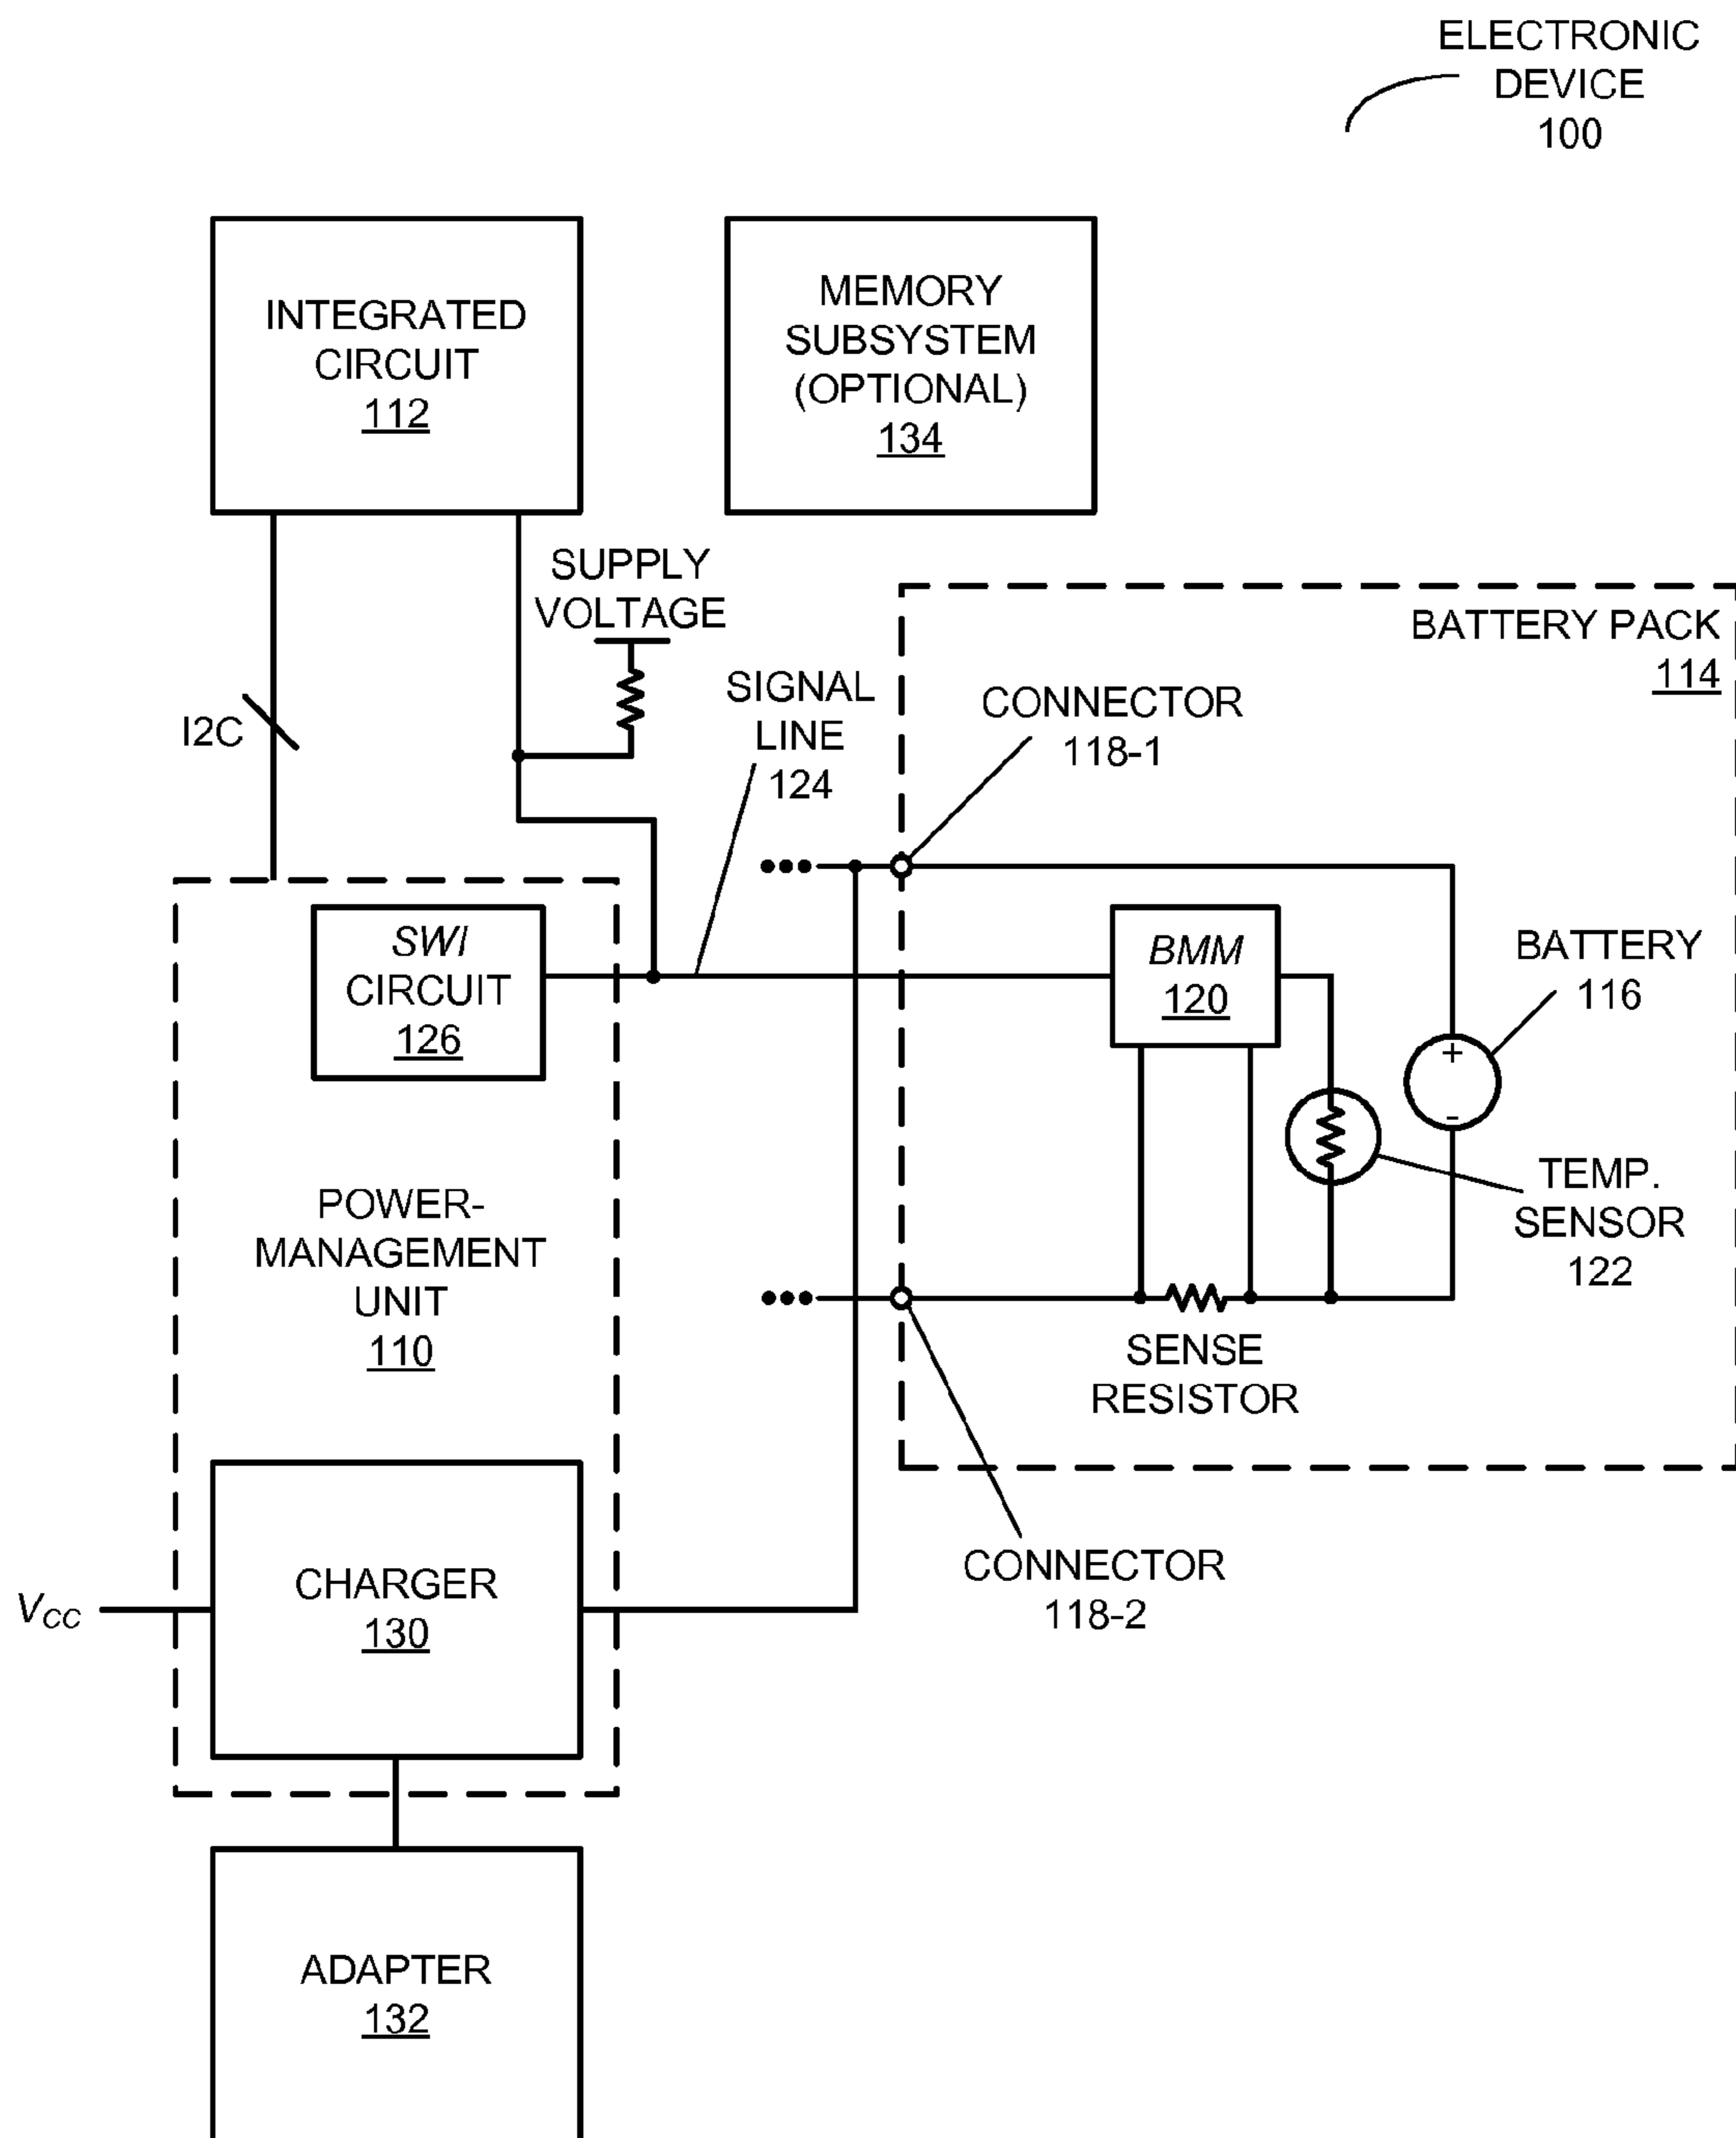 ELECTRONIC
DEVICE
100
INTEGRATED
CIRCUIT
112
MEMORY
SUBSYSTEM
(OPTIONAL)
134
SUPPLY
VOLTAGE
I2C
SIGNAL
LINE
124
BATTERY PACK
114
CONNECTOR
118-1
SWI
CIRCUIT
126
BMM
120
BATTERY
116
+
-
TEMP.
SENSOR
122
POWER-
MANAGEMENT
UNIT
110
SENSE
RESISTOR
CONNECTOR
118-2
VCC
CHARGER
130
ADAPTER
132